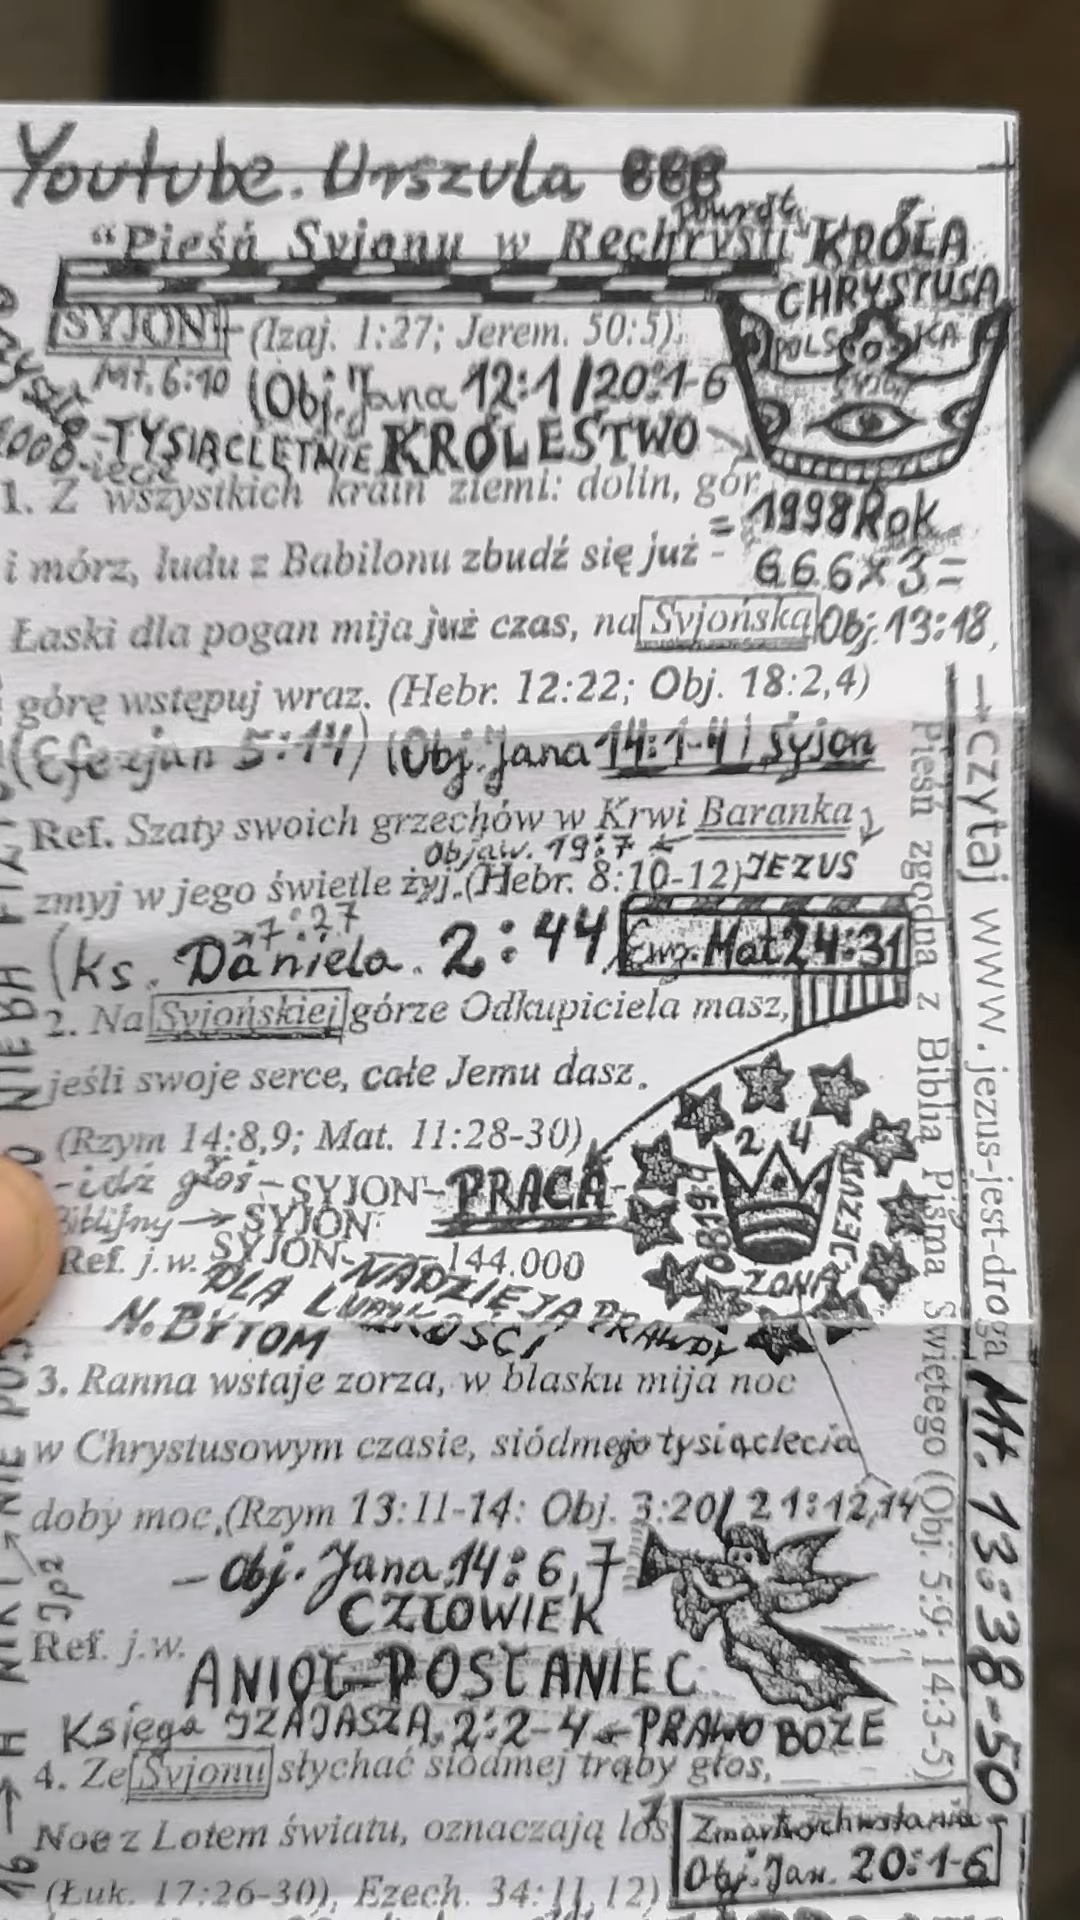 Youtube. Urszula 888
"Pieśń Syjonu w Rechrysti"
Powrót
KRÓLA
CHRYSTUSA
POLSKA
SYJON - (Izaj. 1:27; Jerem. 50:5).
Mt. 6:10 (Obj. Jana 12:1/20:1-6
TYSIĄCLETNIE KRÓLESTWO
1. Z wszystkich krain ziemi: dolin, gór
= 1998 Rok
i mórz, ludu z Babilonu zbudź się już -
666x3=
Łaski dla pogan mija już czas, na Syjońską
Obj. 13:18,
górę wstępuj wraz. (Hebr. 12:22; Obj. 18:2,4)
(Efezjan 5:14) (Obj. Jana 14:1-4) Syjon
Ref. Szaty swoich grzechów w Krwi Baranka
Objaw. 19:7
zmyj w jego świetle żyj. (Hebr. 8:10-12) JEZUS
7:27
(Ks. Daniela. 2:44) Ew. Mat 24:31
2. Na Syjońskiej górze Odkupiciela masz,
jeśli swoje serce, całe Jemu dasz.
(Rzym 14:8,9; Mat. 11:28-30)
24
- idź głoś - SYJON - PRACA
Biblijny → SYJON
Ref. j.w. SYJON - 144.000
ŻONA
DLA LUDZKOŚCI NADZIEJA PRAWDY
N. BYTOM
3. Ranna wstaje zorza, w blasku mija noc
w Chrystusowym czasie, siódmego tysiąclecia
doby moc, (Rzym 13:11-14: Obj. 3:20/ 21:12,14
- Obj. Jana 14:6,7
CZŁOWIEK
Ref. j.w.
ANIOŁ-POSŁANIEC
Księga IZAJASZA, 2:2-4 PRAWO BOŻE
4. Ze Syjonu słychać siódmej trąby głos,
Noe z Lotem świata, oznaczają los
Zmartwychwstania
Obj. Jan. 20:1-6
(Łuk. 17:26-30), Ezech. 34:11,12)
→ czytaj www.jezus-jest-droga
Mt. 13:38-50
Pieśń zgodna z Biblią Pisma Świętego (Obj. 5:9, 14:3-5)